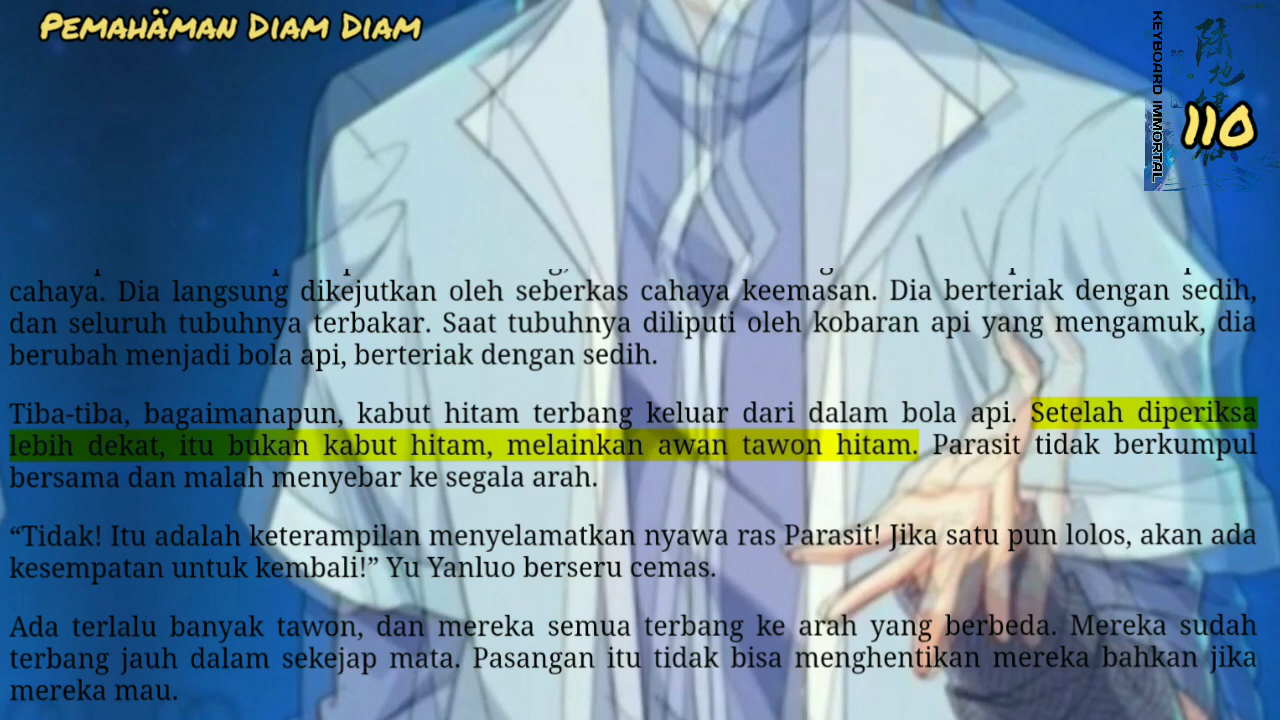 Pemahäman Diam Diam
KEYBOARD IMMORTAL
110
cahaya. Dia langsung dikejutkan oleh seberkas cahaya keemasan. Dia berteriak dengan sedih,
dan seluruh tubuhnya terbakar. Saat tubuhnya diliputi oleh kobaran api yang mengamuk, dia
berubah menjadi bola api, berteriak dengan sedih.
Tiba-tiba, bagaimanapun, kabut hitam terbang keluar dari dalam bola api. Setelah diperiksa
lebih dekat, itu bukan kabut hitam, melainkan awan tawon hitam. Parasit tidak berkumpul
bersama dan malah menyebar ke segala arah.
“Tidak! Itu adalah keterampilan menyelamatkan nyawa ras Parasit! Jika satu pun lolos, akan ada
kesempatan untuk kembali!” Yu Yanluo berseru cemas.
Ada terlalu banyak tawon, dan mereka semua terbang ke arah yang berbeda. Mereka sudah
terbang jauh dalam sekejap mata. Pasangan itu tidak bisa menghentikan mereka bahkan jika
mereka mau.